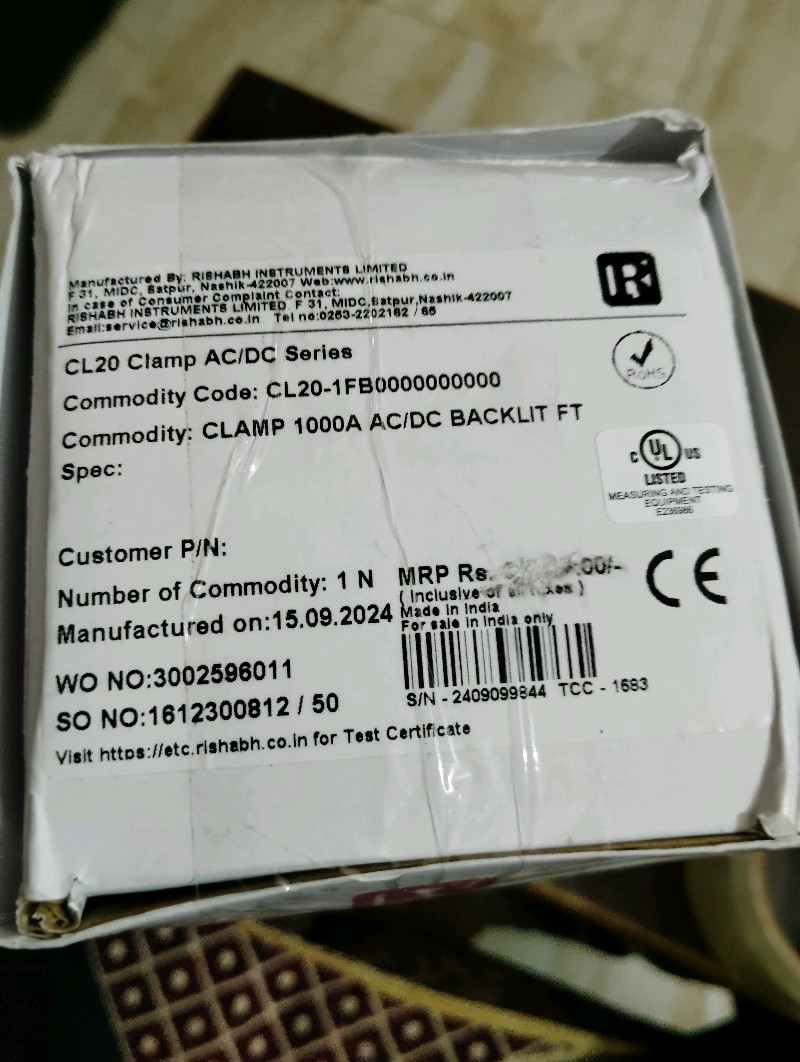 Manufactured By: RISHABH INSTRUMENTS LIMITED
F 31, MIDC, Satpur, Nashik-422007 Web:www.rishabh.co.in
In case of Consumer Complaint Contact:
RISHABH INSTRUMENTS LIMITED F 31, MIDC,Satpur,Nashik-422007
Email:service@rishabh.co.in Tel no:0253-2202162 / 65
CL20 Clamp AC/DC Series
RoHS
Commodity Code: CL20-1FB0000000000
Commodity: CLAMP 1000A AC/DC BACKLIT FT
Spec:
C UL US
LISTED
MEASURING AND TESTING
EQUIPMENT
Customer P/N:
Number of Commodity: 1 N
MRP Rs.
( Inclusive of all taxes )
Manufactured on:15.09.2024
Made in India
For sale in India only
CE
WO NO:3002596011
S/N - 2409099844 TCC - 1683
SO NO:1612300812 / 50
Visit https://etc.rishabh.co.in for Test Certificate